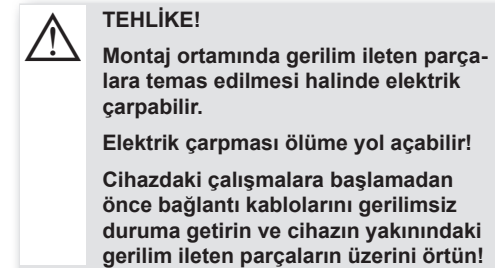 TEHLİKE!
Montaj ortamında gerilim ileten parça-
lara temas edilmesi halinde elektrik
çarpabilir.
Elektrik çarpması ölüme yol açabilir!
Cihazdaki çalışmalara başlamadan
önce bağlantı kablolarını gerilimsiz
duruma getirin ve cihazın yakınındaki
gerilim ileten parçaların üzerini örtün!